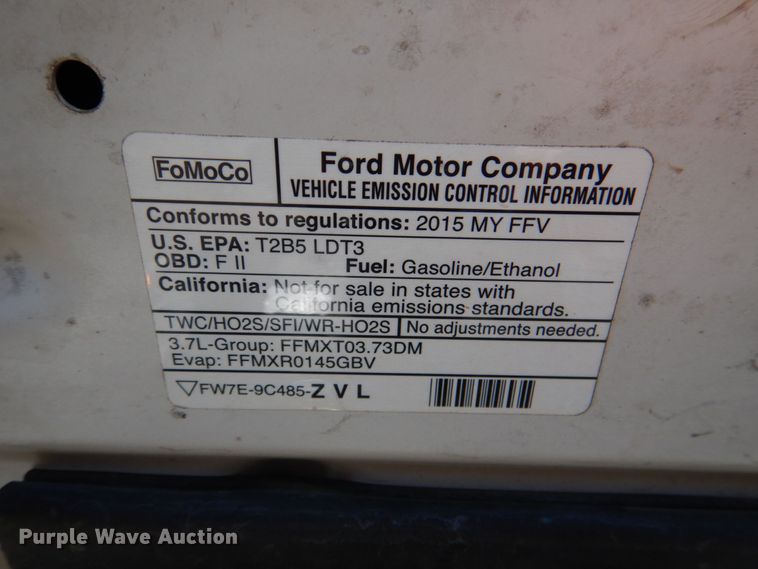 FoMoCo
Ford Motor Company
VEHICLE EMISSION CONTROL INFORMATION
Conforms to regulations: 2015 MY FFV
U.S. EPA: T2B5 LDT3
OBD: F II Fuel: Gasoline/Ethanol
California: Not for sale in states with
California emissions standards.
TWC/HO2S/SFI/WR-HO2S No adjustments needed.
3.7L-Group: FFMXT03.73DM
Evap: FFMXR0145GBV
FW7E-9C485-Z V L
Purple Wave Auction